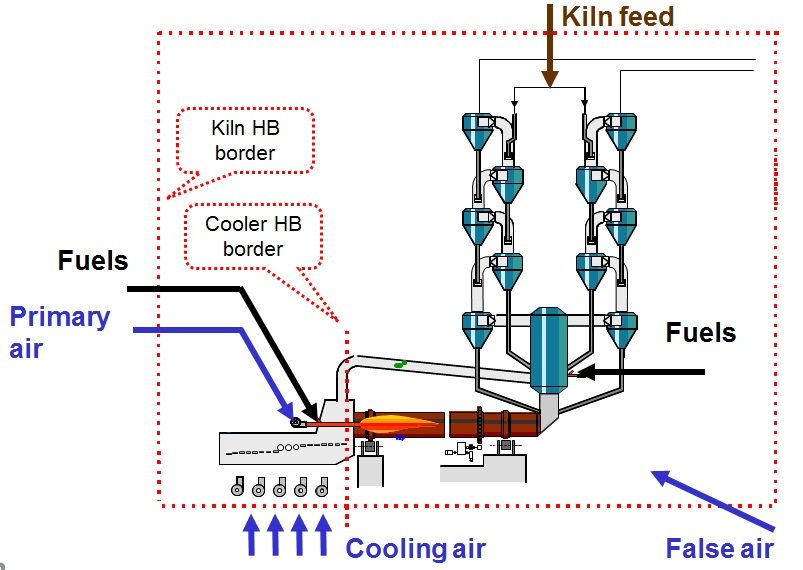 Kiln feed
Kiln HB
border
Cooler HB
border
Fuels
Primary
air
Fuels
Cooling air
False air